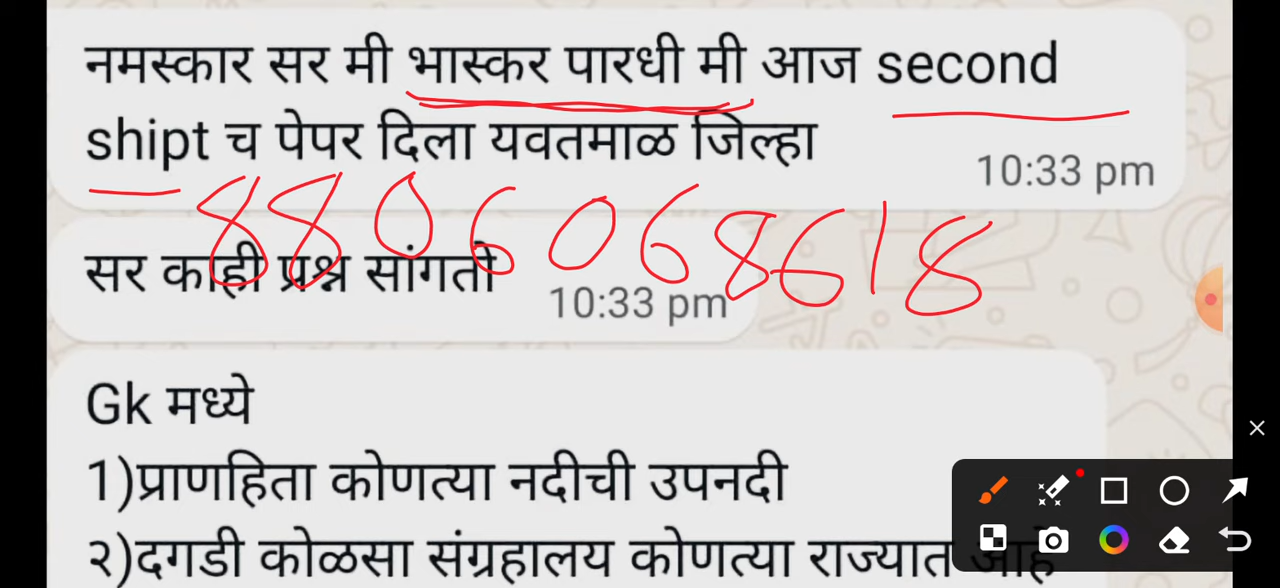 नमस्कार सर मी भास्कर पारधी मी आज second
shipt च पेपर दिला यवतमाळ जिल्हा
10:33 pm
8806068618
सर काही प्रश्न सांगतो
10:33 pm
Gk मध्ये
1)प्राणहिता कोणत्या नदीची उपनदी
२)दगडी कोळसा संग्रहालय कोणत्या राज्यात आहे